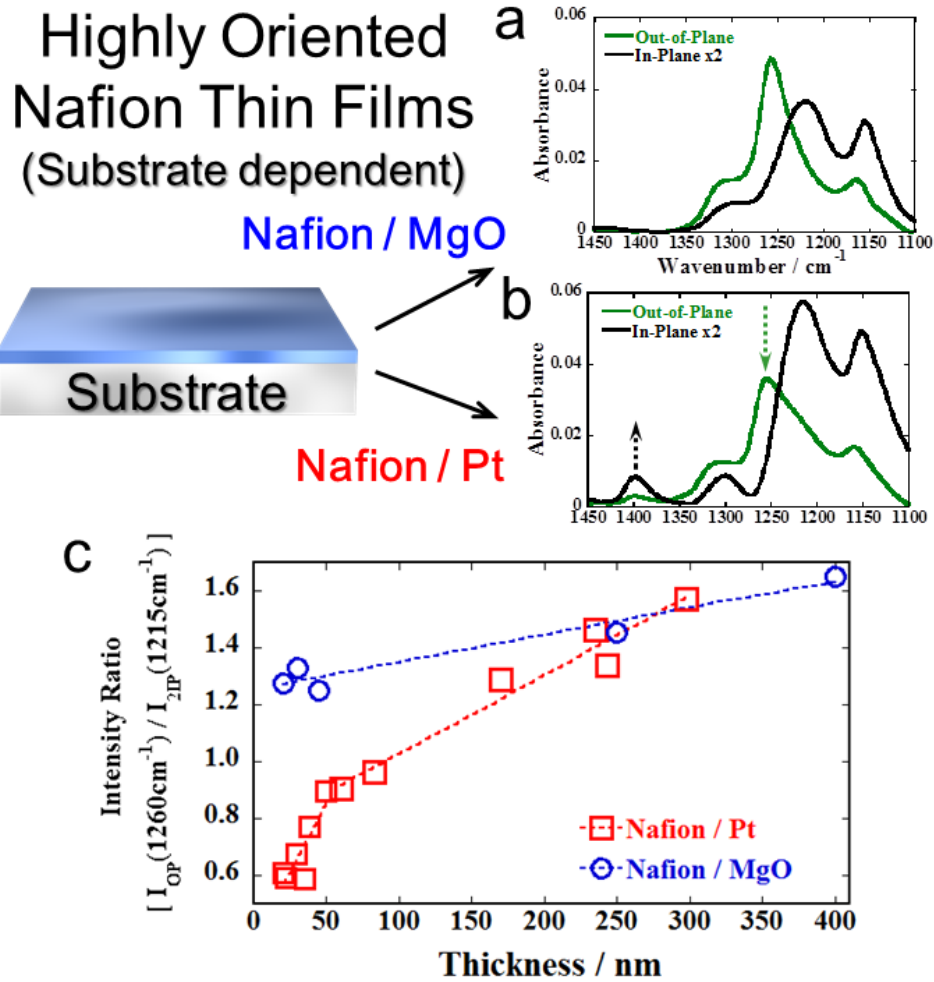 Highly Oriented
Nafion Thin Films
(Substrate dependent)
Nafion / MgO
Substrate
Nafion / Pt
a
0.06
0.04
0.02
0
Absorbance
Out-of-Plane
In-Plane x2
1450 1400 1350 1300 1250 1200 1150 1100
Wavenumber / cm⁻¹
b
0.06
0.04
0.02
0
Absorbance
Out-of-Plane
In-Plane x2
1450 1400 1350 1300 1250 1200 1150 1100
c
Intensity Ratio
[ I_OP(1260cm⁻¹) / I_2IP(1215cm⁻¹) ]
1.6
1.4
1.2
1.0
0.8
0.6
Nafion / Pt
Nafion / MgO
0 50 100 150 200 250 300 350 400
Thickness / nm